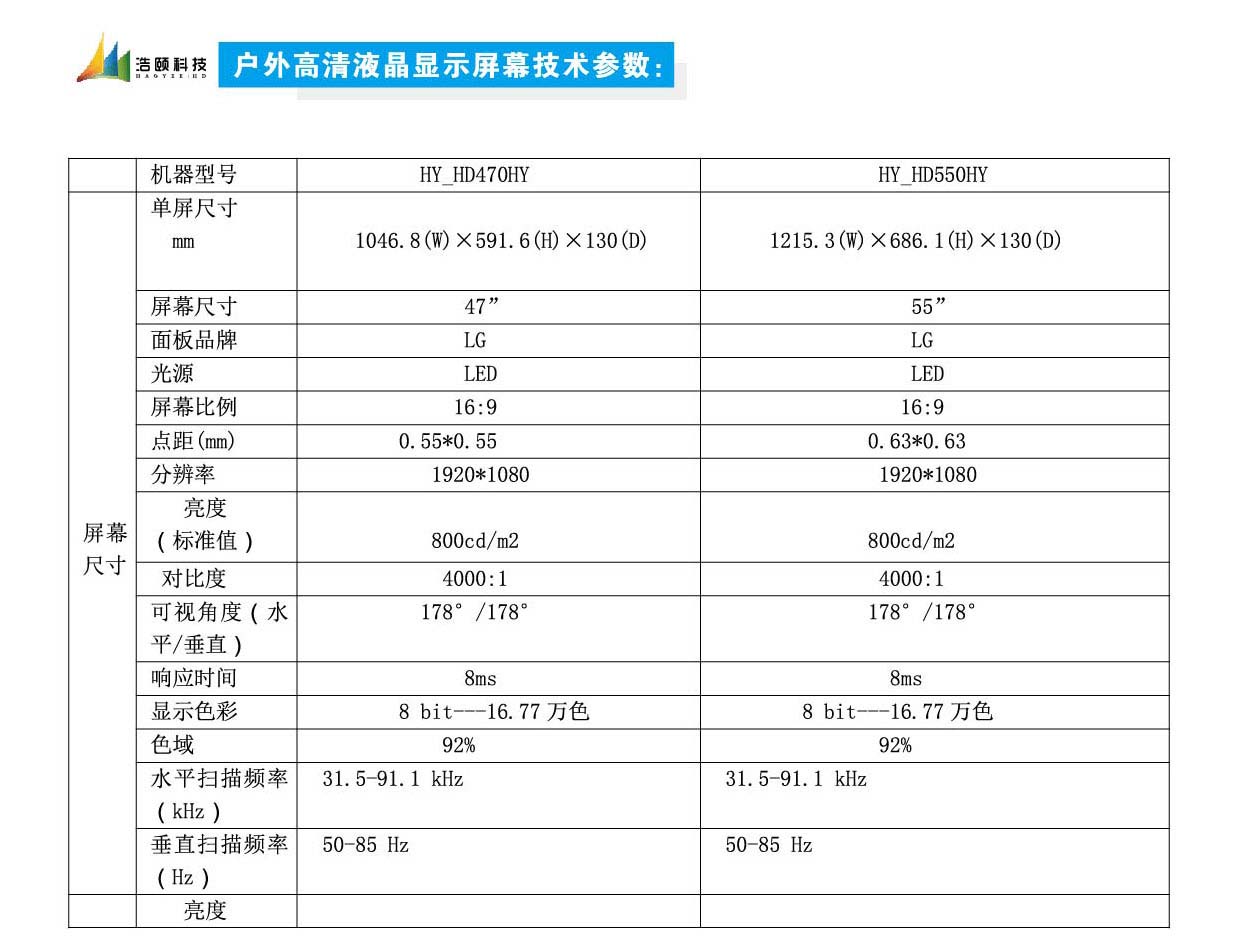 浩颐科技
HAOYEE·HD
户外高清液晶显示屏幕技术参数:
机器型号 HY_HD470HY HY_HD550HY
单屏尺寸
mm 1046.8(W)×591.6(H)×130(D) 1215.3(W)×686.1(H)×130(D)
屏幕尺寸 47” 55”
面板品牌 LG LG
光源 LED LED
屏幕比例 16:9 16:9
点距(mm) 0.55*0.55 0.63*0.63
分辨率 1920*1080 1920*1080
亮度
(标准值) 800cd/m2 800cd/m2
屏幕
尺寸
对比度 4000:1 4000:1
可视角度(水 178°/178° 178°/178°
平/垂直)
响应时间 8ms 8ms
显示色彩 8 bit---16.77万色 8 bit---16.77万色
色域 92% 92%
水平扫描频率 31.5-91.1 kHz 31.5-91.1 kHz
(kHz)
垂直扫描频率 50-85 Hz 50-85 Hz
(Hz)
亮度